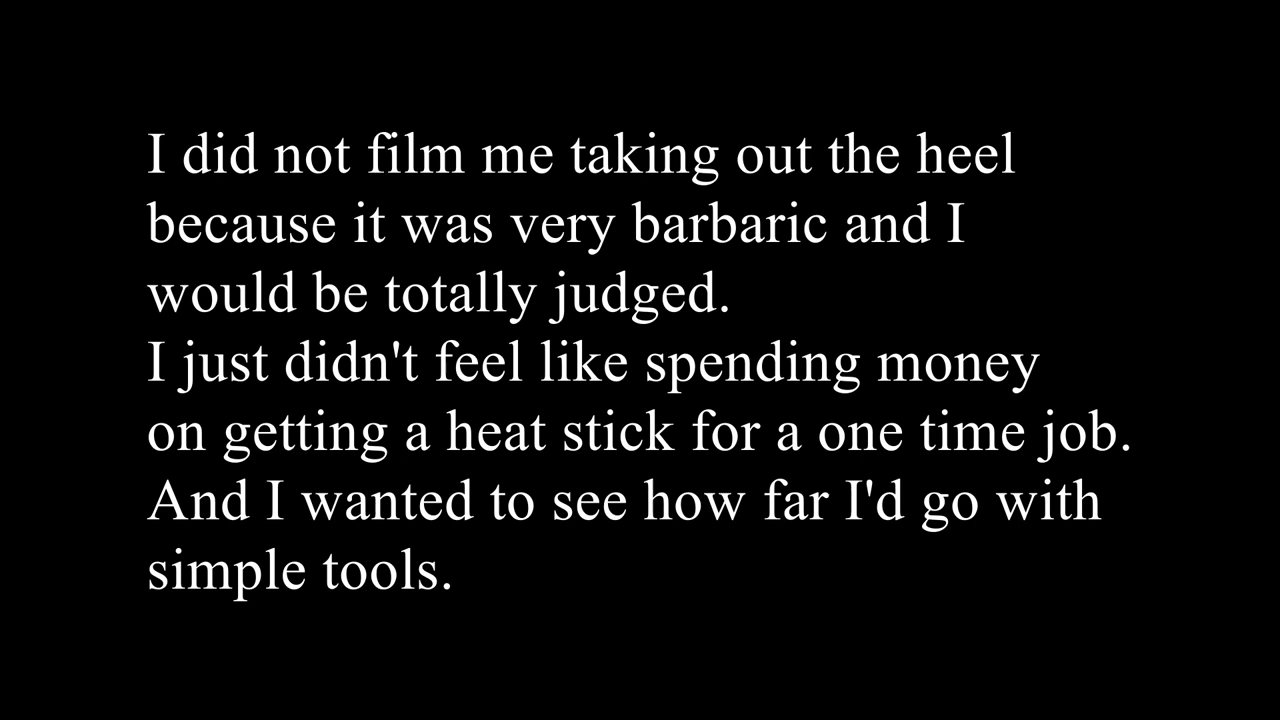 I did not film me taking out the heel
because it was very barbaric and I
would be totally judged.
I just didn't feel like spending money
on getting a heat stick for a one time job.
And I wanted to see how far I'd go with
simple tools.